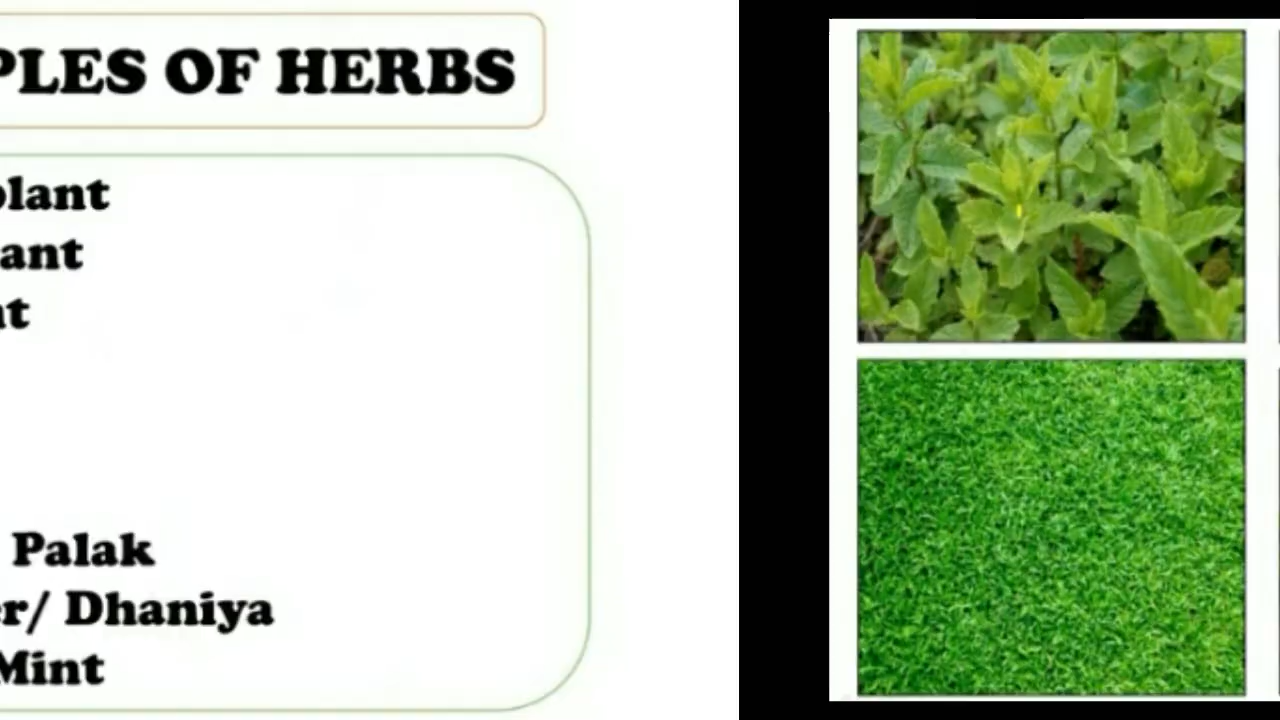 PLES OF HERBS
plant
ant
nt
Palak
er/ Dhaniya
Mint